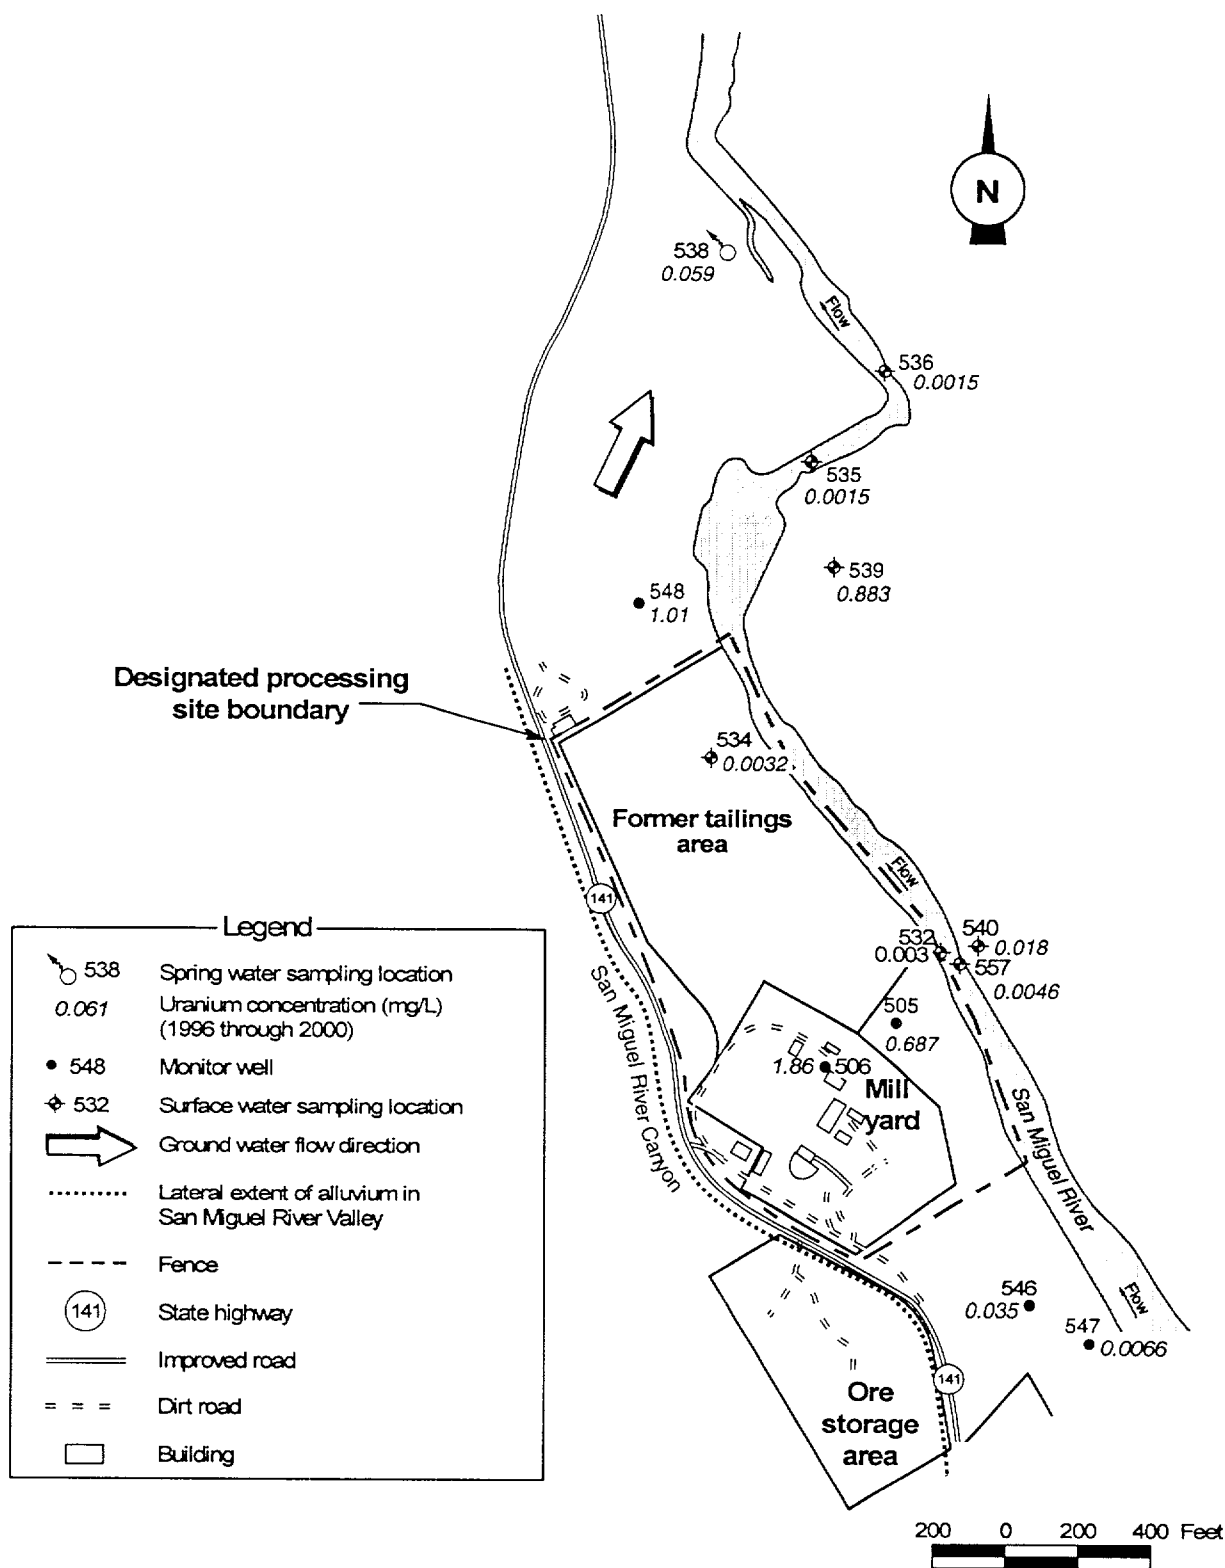 N
538
0.059
Flow
536
0.0015
535
0.0015
539
0.883
548
1.01
Designated processing
site boundary
534
0.0032
Former tailings
area
141
Flow
540
0.018
532
0.003
557
0.0046
505
0.687
1.86
506
Mill
yard
San Miguel River Canyon
San Miguel River
Flow
546
0.035
547
0.0066
141
Ore
storage
area
Legend
538 Spring water sampling location
0.061 Uranium concentration (mg/L)
(1996 through 2000)
548 Monitor well
532 Surface water sampling location
Ground water flow direction
Lateral extent of alluvium in
San Miguel River Valley
Fence
141 State highway
Improved road
Dirt road
Building
200 0 200 400 Feet